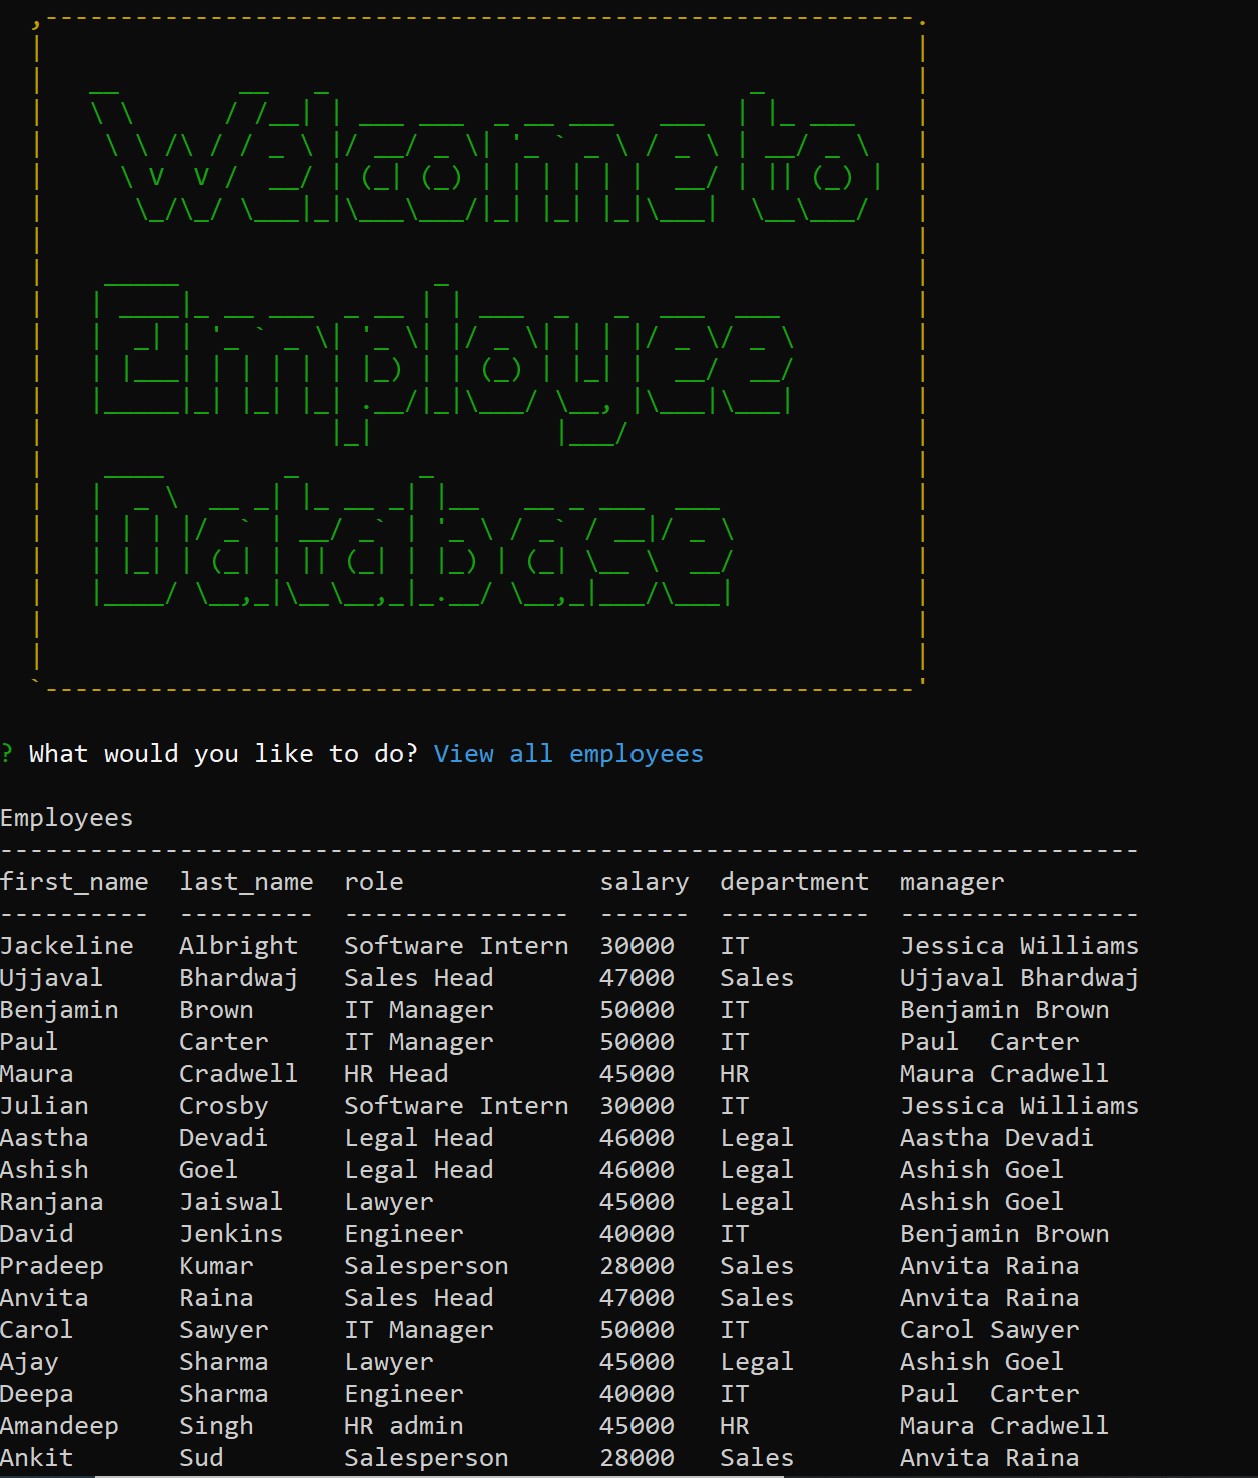 Welcome to
Employee
Database
? What would you like to do? View all employees
Employees
----------------------------------------------------------------------------
first_name  last_name  role             salary  department  manager
----------  ---------  ---------------  ------  ----------  ----------------
Jackeline   Albright   Software Intern  30000   IT          Jessica Williams
Ujjaval     Bhardwaj   Sales Head       47000   Sales       Ujjaval Bhardwaj
Benjamin    Brown      IT Manager       50000   IT          Benjamin Brown
Paul        Carter     IT Manager       50000   IT          Paul  Carter
Maura       Cradwell   HR Head          45000   HR          Maura Cradwell
Julian      Crosby     Software Intern  30000   IT          Jessica Williams
Aastha      Devadi     Legal Head       46000   Legal       Aastha Devadi
Ashish      Goel       Legal Head       46000   Legal       Ashish Goel
Ranjana     Jaiswal    Lawyer           45000   Legal       Ashish Goel
David       Jenkins    Engineer         40000   IT          Benjamin Brown
Pradeep     Kumar      Salesperson      28000   Sales       Anvita Raina
Anvita      Raina      Sales Head       47000   Sales       Anvita Raina
Carol       Sawyer     IT Manager       50000   IT          Carol Sawyer
Ajay        Sharma     Lawyer           45000   Legal       Ashish Goel
Deepa       Sharma     Engineer         40000   IT          Paul  Carter
Amandeep    Singh      HR admin         45000   HR          Maura Cradwell
Ankit       Sud        Salesperson      28000   Sales       Anvita Raina